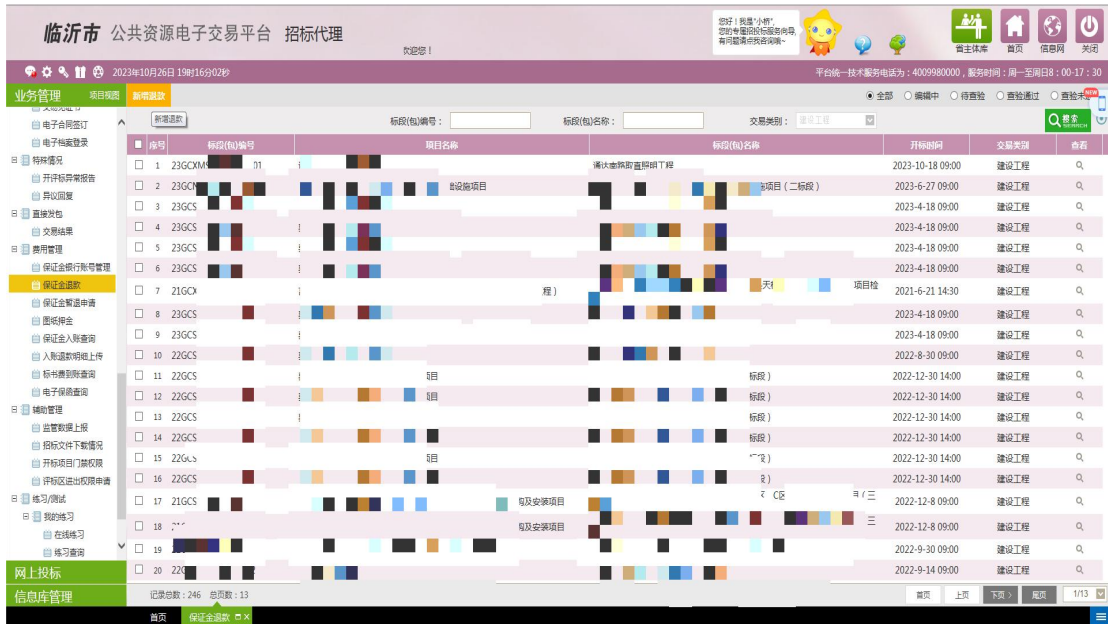 临沂市 公共资源电子交易平台 招标代理
欢迎您！
您好！我是“小桥”,
您的专属招投标服务向导,
有问题请点我咨询哦~
省主体库 首页 信息网 关闭
2023年10月26日 19时16分02秒
平台统一技术服务电话为：4009980000，服务时间：周一至周日8：00-17：30
业务管理 项目视图 新增退款
全部 编辑中 待查验 查验通过 查验未
NEW
新增退款 标段(包)编号： 标段(包)名称： 交易类别： 建设工程 搜索
SEARCH
电子合同签订
电子档案登录
特殊情况
开评标异常报告
异议回复
直接发包
交易结果
费用管理
保证金银行账号管理
保证金退款
保证金暂退申请
图纸押金
保证金入账查询
入账退款明细上传
标书费到账查询
电子保函查询
辅助管理
监管数据上报
招标文件下载情况
开标项目门禁权限
评标区进出权限申请
练习/测试
我的练习
在线练习
练习查询
网上投标
信息库管理
序号 标段(包)编号 项目名称 标段(包)名称 开标时间 交易类别 查看
1 23GCXM 01 通达南路取直照明工程 2023-10-18 09:00 建设工程
2 23GCN 设施项目 项目（二标段） 2023-6-27 09:00 建设工程
3 23GCS 2023-4-18 09:00 建设工程
4 23GCS 2023-4-18 09:00 建设工程
5 23GCS 2023-4-18 09:00 建设工程
6 23GCS 2023-4-18 09:00 建设工程
7 21GCX 程） 天 项目检 2021-6-21 14:30 建设工程
8 23GCS 2023-4-18 09:00 建设工程
9 23GCS 2023-4-18 09:00 建设工程
10 22GCS 2022-8-30 09:00 建设工程
11 22GCS 项目 标段） 2022-12-30 14:00 建设工程
12 22GCS 项目 标段） 2022-12-30 14:00 建设工程
13 22GCS 标段） 2022-12-30 14:00 建设工程
14 22GCS 标段） 2022-12-30 14:00 建设工程
15 22GCS 项目 段） 2022-12-30 14:00 建设工程
16 22GCS 段） 2022-12-30 14:00 建设工程
17 21GCS 购及安装项目 C区 目（三 2022-12-8 09:00 建设工程
18 购及安装项目 三 2022-12-8 09:00 建设工程
19 2022-9-30 09:00 建设工程
20 22G 2022-9-14 09:00 建设工程
记录总数：246 总页数：13 首页 上页 下页 〉 尾页 1/13
首页 保证金退款